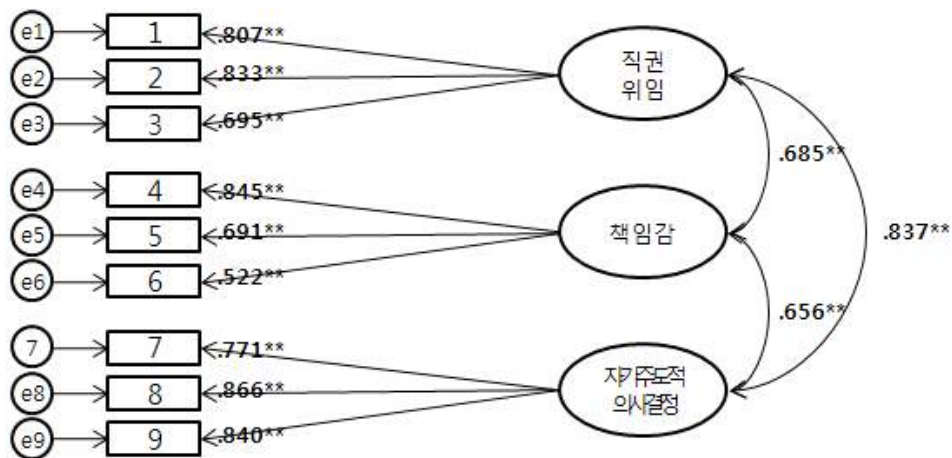 e1 1 .807**
e2 2 .833**
e3 3 .695**
직권
위임
.685**
e4 4 .845**
e5 5 .691**
e6 6 .522**
책임감
.837**
.656**
7 7 .771**
e8 8 .866**
e9 9 .840**
자기주도적
의사결정